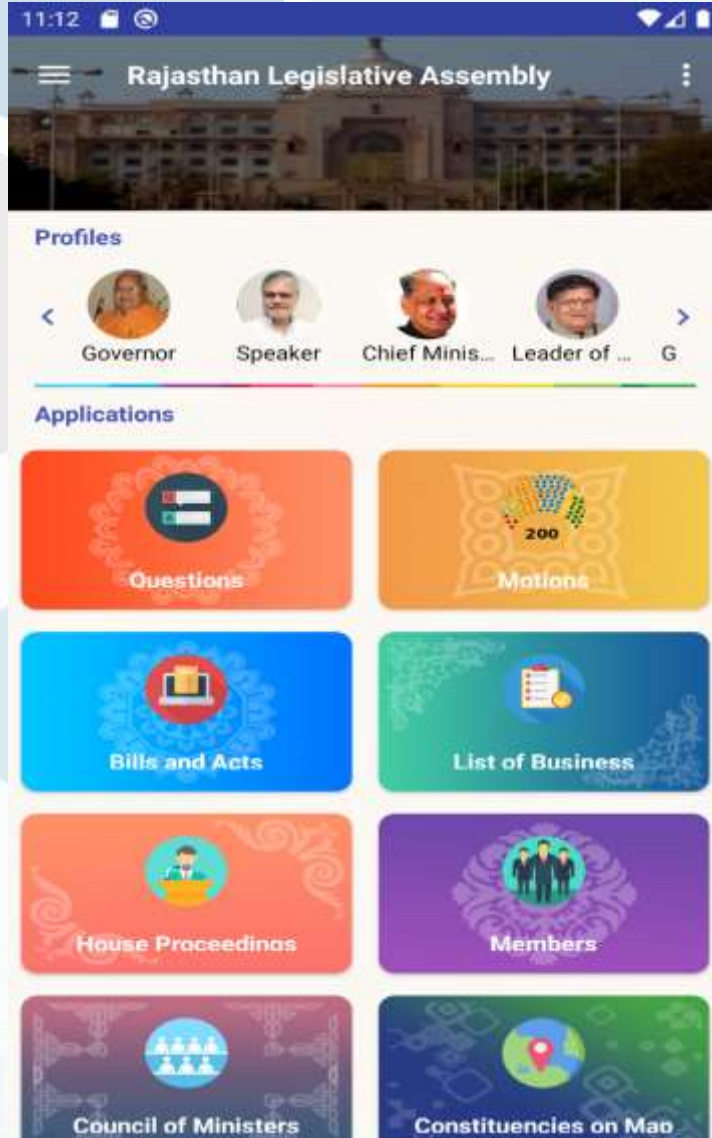 11:12
Rajasthan Legislative Assembly
Profiles
Governor Speaker Chief Minis... Leader of ... G
Applications
Questions Motions
200
Bills and Acts List of Business
House Proceedings Members
Council of Ministers Constituencies on Map